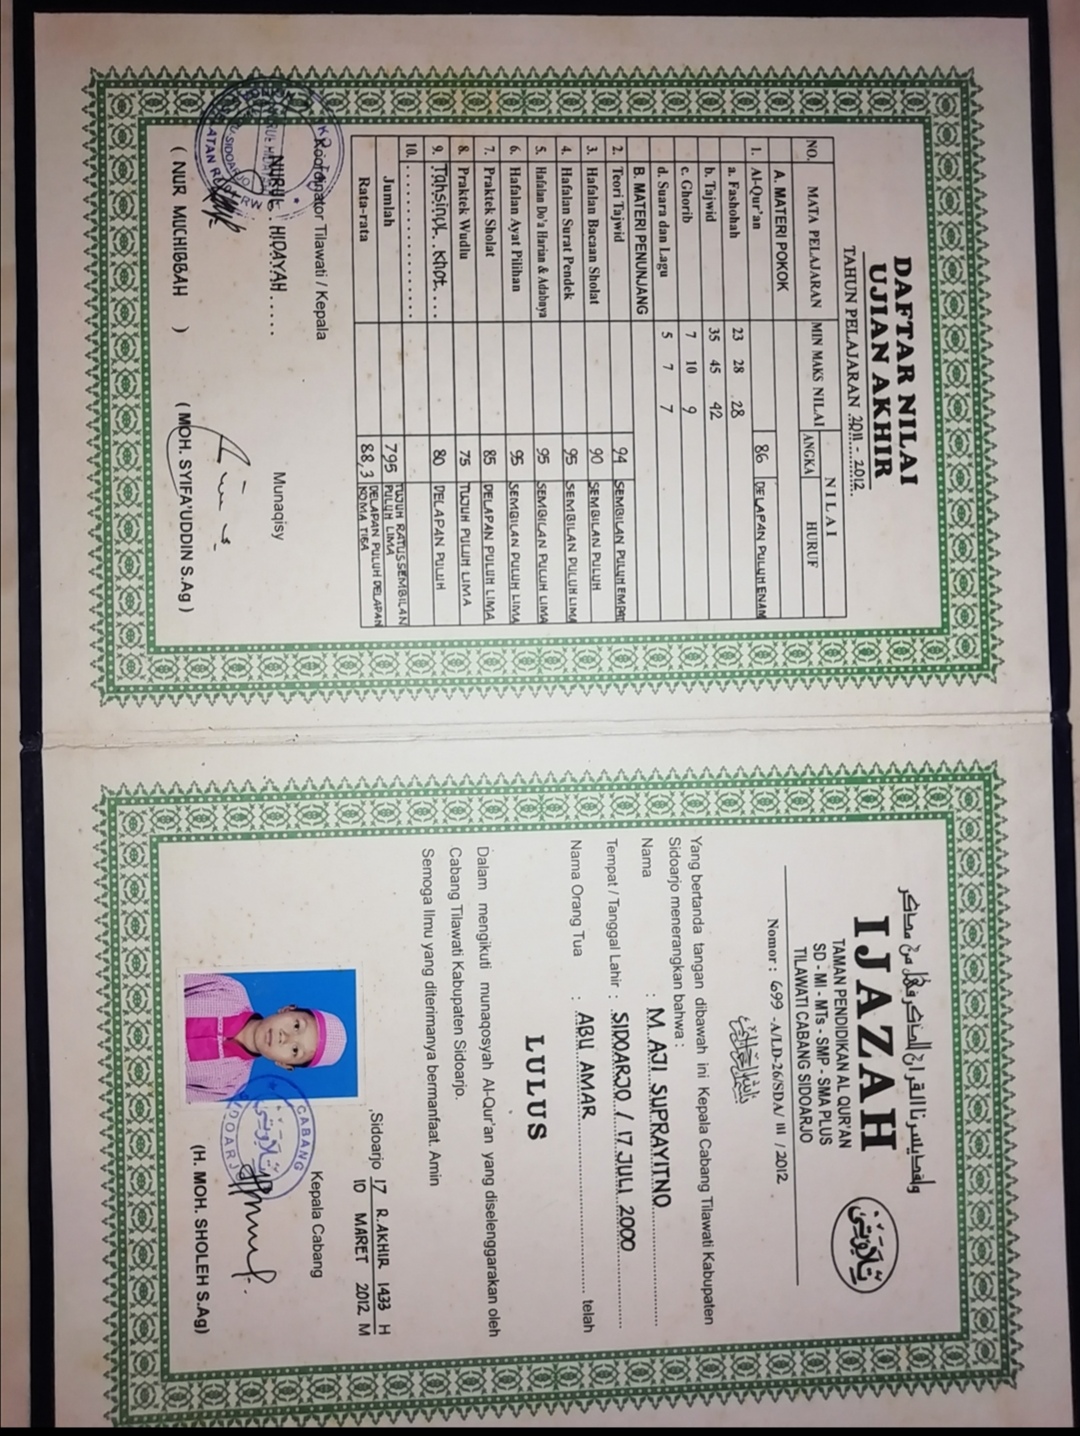 DAFTAR NILAI
UJIAN AKHIR
TAHUN PELAJARAN 2011 - 2012
NO. MATA PELAJARAN MIN MAKS NILAI NILAI
ANGKA HURUF
A. MATERI POKOK
1. Al-Qur'an 86 DELAPAN PULUH ENAM
a. Fashohah 23 28 28
b. Tajwid 35 45 42
c. Ghorib 7 10 9
d. Suara dan Lagu 5 7 7
B. MATERI PENUNJANG
2. Teori Tajwid 94 SEMBILAN PULUH EMPAT
3. Hafalan Bacaan Sholat 90 SEMBILAN PULUH
4. Hafalan Surat Pendek 95 SEMBILAN PULUH LIMA
5. Hafalan Do'a Harian & Adabnya 95 SEMBILAN PULUH LIMA
6. Hafalan Ayat Pilihan 95 SEMBILAN PULUH LIMA
7. Praktek Sholat 85 DELAPAN PULUH LIMA
8. Praktek Wudlu 75 TUJUH PULUH LIMA
9. Tahsinul Khot 80 DELAPAN PULUH
10.
Jumlah 795 TUJUH RATUS SEMBILAN PULUH LIMA
Rata-rata 88,3 DELAPAN PULUH DELAPAN KOMA TIGA
Koordinator Tilawati / Kepala
NURUL HIDAYAH
Munaqisy
( NUR MUCHIBBAH ) ( MOH. SYIFA'UDDIN S.Ag )
ولقد يسرنا القرأن للذكر فهل من مدكر
IJAZAH
TAMAN PENDIDIKAN AL QUR'AN
SD - MI - MTs - SMP - SMA PLUS
TILAWATI CABANG SIDOARJO
تلاوتي
Nomor : 699 -A/LD-26/SDA/ III / 2012
Yang bertanda tangan dibawah ini Kepala Cabang Tilawati Kabupaten
Sidoarjo menerangkan bahwa :
Nama : M. AJI SUPRAYITNO
Tempat / Tanggal Lahir : SIDOARJO / 17 JULI 2000
Nama Orang Tua : ABU AMAR telah
LULUS
Dalam mengikuti munaqosyah Al-Qur'an yang diselenggarakan oleh
Cabang Tilawati Kabupaten Sidoarjo.
Semoga Ilmu yang diterimanya bermanfaat. Amin
Sidoarjo 17 R.AKHIR 1433 H
10 MARET 2012 M
Kepala Cabang
CABANG
SIDOARJO
(H. MOH. SHOLEH S.Ag)